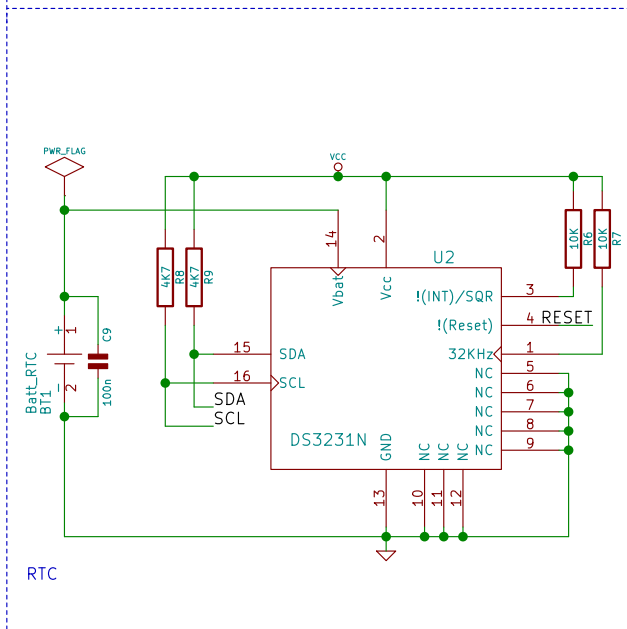 PWR_FLAG
VCC
14
2
U2
4K7
R8
4K7
R9
10K
R6
10K
R7
Vbat
Vcc
!(INT)/SQR
3
!(Reset)
4
RESET
32KHz
1
+
1
C9
15
SDA
16
SCL
NC
5
NC
6
NC
7
NC
8
NC
9
Batt_RTC
BT1
-
2
100n
SDA
SCL
DS3231N
GND
NC
NC
NC
13
10
11
12
RTC